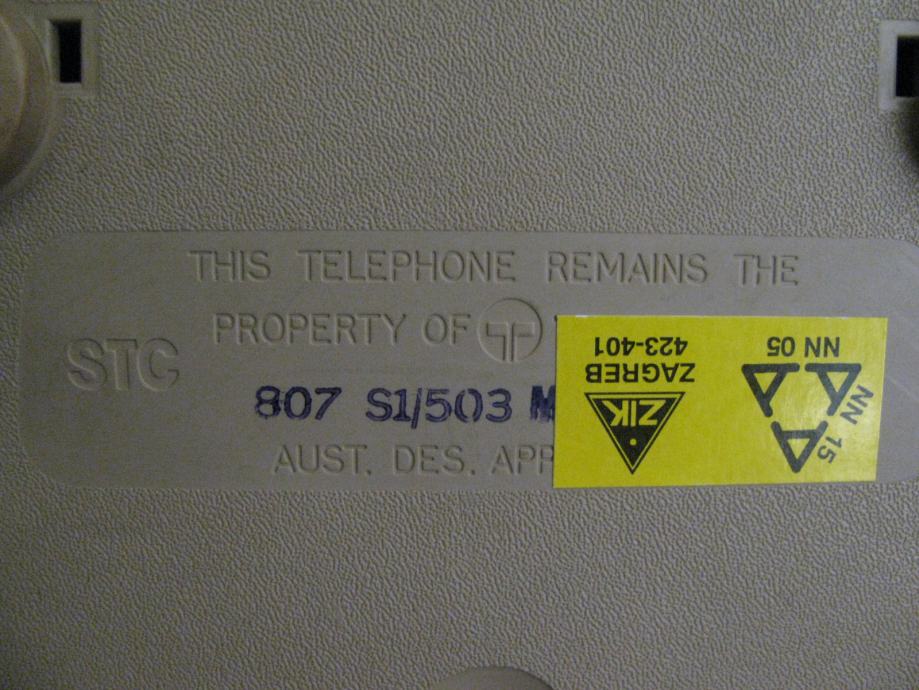 THIS TELEPHONE REMAINS THE
PROPERTY OF
STC
807 S1/503 M
AUST. DES. APP
ZIK
ZAGREB
423-401
NN 15
NN 05